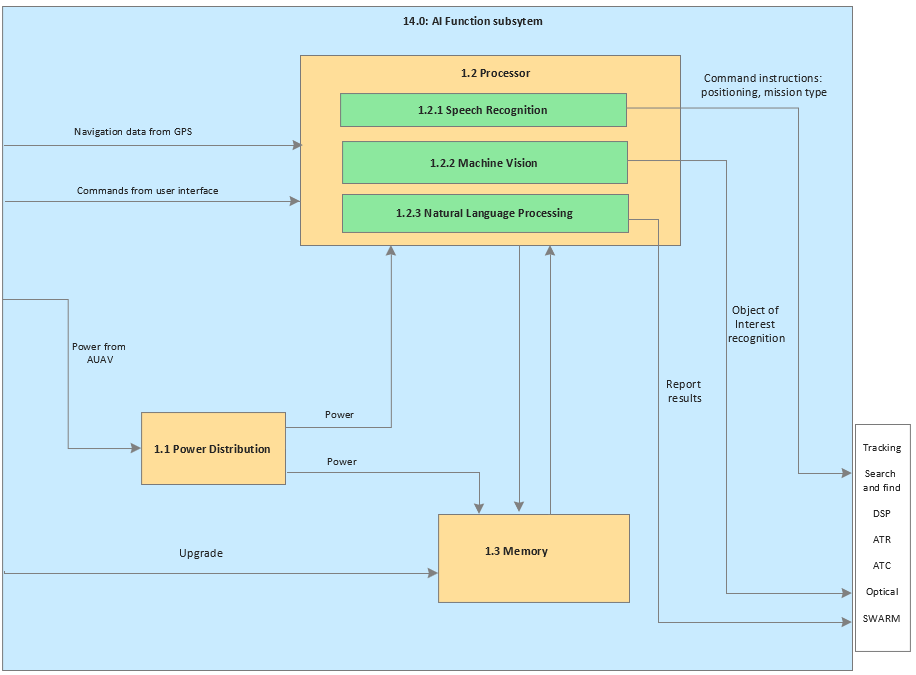 14.0: AI Function subsytem
1.2 Processor
Command instructions:
positioning, mission type
1.2.1 Speech Recognition
Navigation data from GPS
1.2.2 Machine Vision
Commands from user interface
1.2.3 Natural Language Processing
Object of
Interest
recognition
Power from
AUAV
Report
results
Power
1.1 Power Distribution
Power
Tracking
Search
and find
DSP
ATR
ATC
Optical
SWARM
Upgrade
1.3 Memory